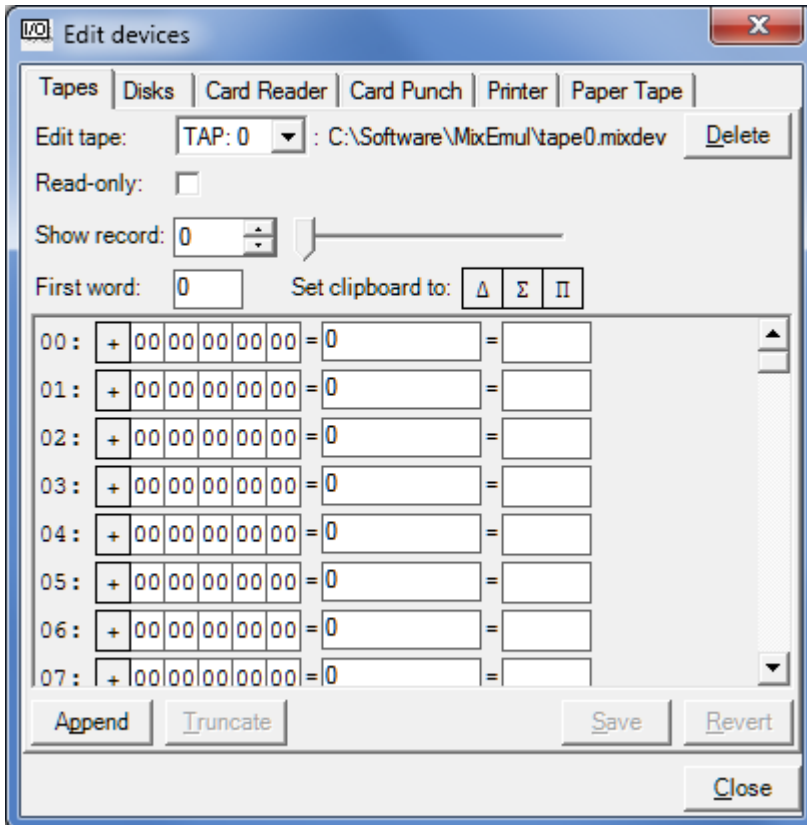 I/O Edit devices X
Tapes Disks Card Reader Card Punch Printer Paper Tape
Edit tape: TAP: 0 : C:\Software\MixEmul\tape0.mixdev Delete
Read-only:
Show record: 0
First word: 0 Set clipboard to: Δ Σ Π
00: + 00 00 00 00 00 = 0 =
01: + 00 00 00 00 00 = 0 =
02: + 00 00 00 00 00 = 0 =
03: + 00 00 00 00 00 = 0 =
04: + 00 00 00 00 00 = 0 =
05: + 00 00 00 00 00 = 0 =
06: + 00 00 00 00 00 = 0 =
07: + 00 00 00 00 00 = 0 =
Append Truncate Save Revert
Close